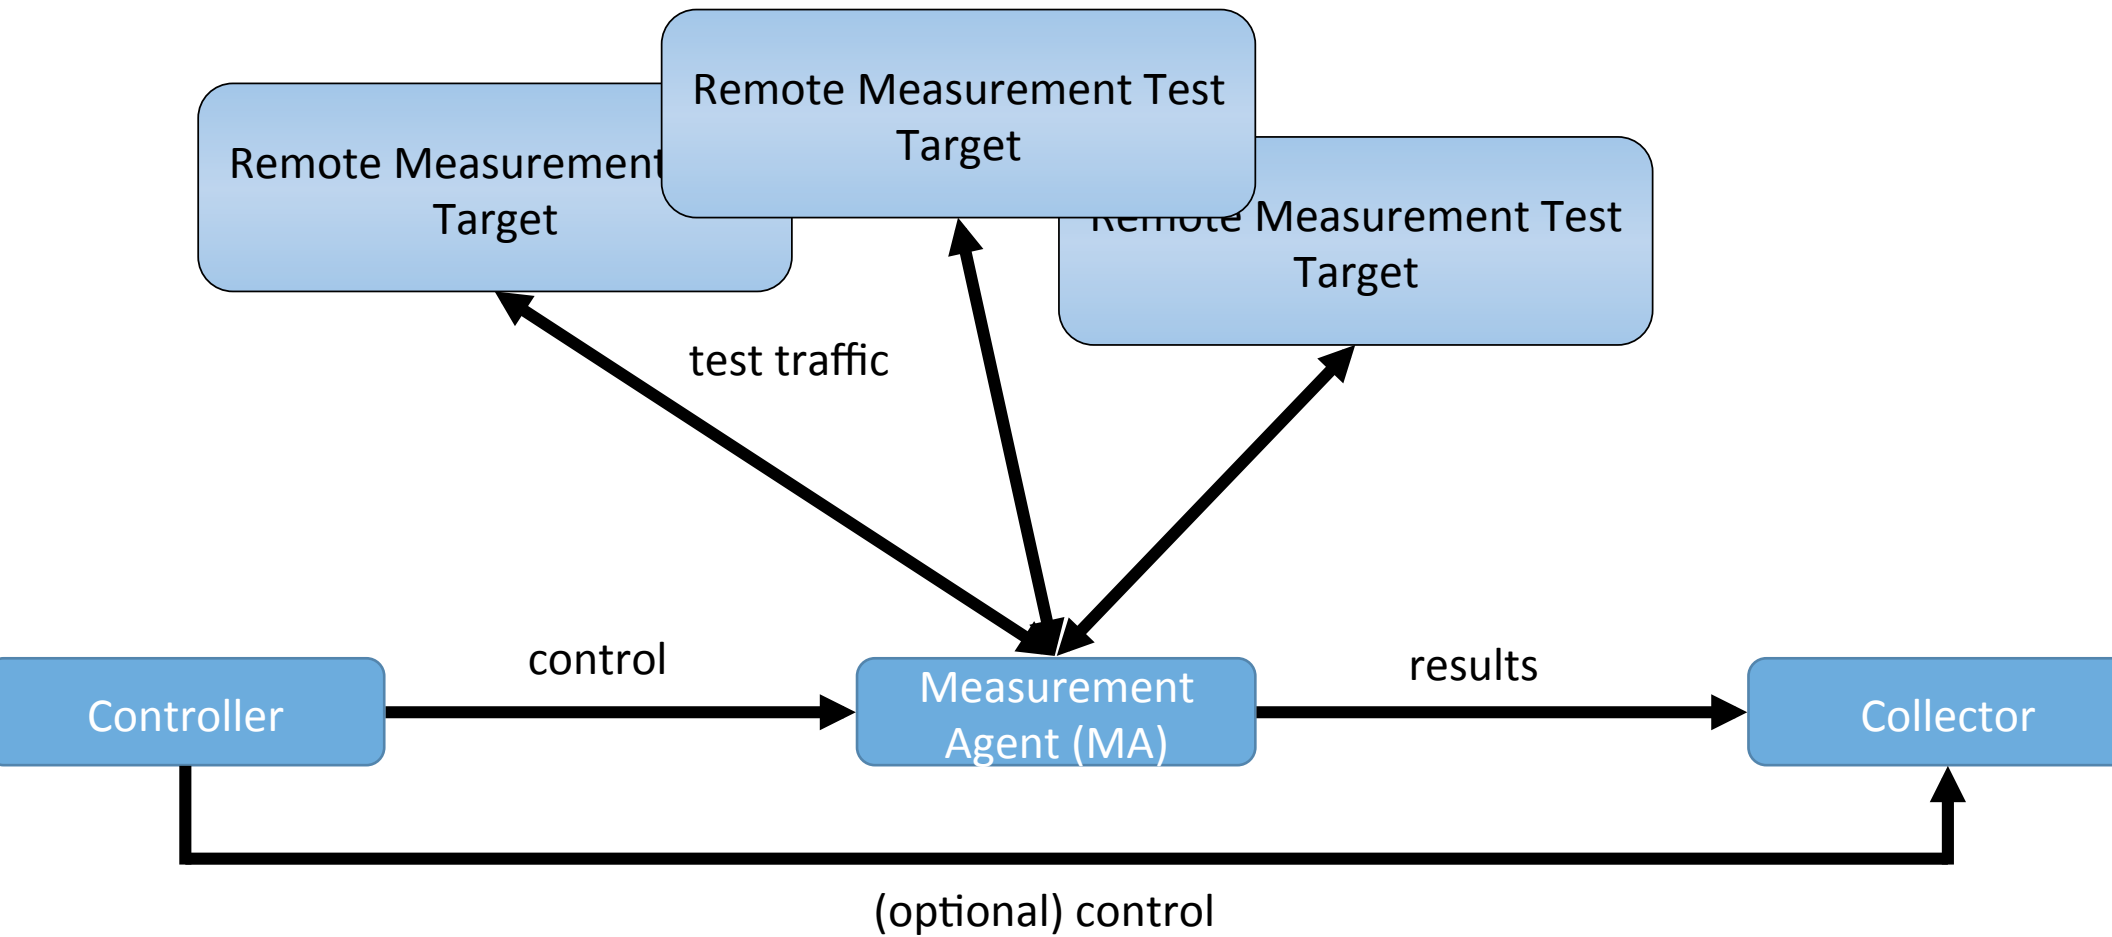 Remote Measurement Test
Target
Remote Measurement
Target
Remote Measurement Test
Target
test traffic
control
results
Controller
Measurement
Agent (MA)
Collector
(optional) control